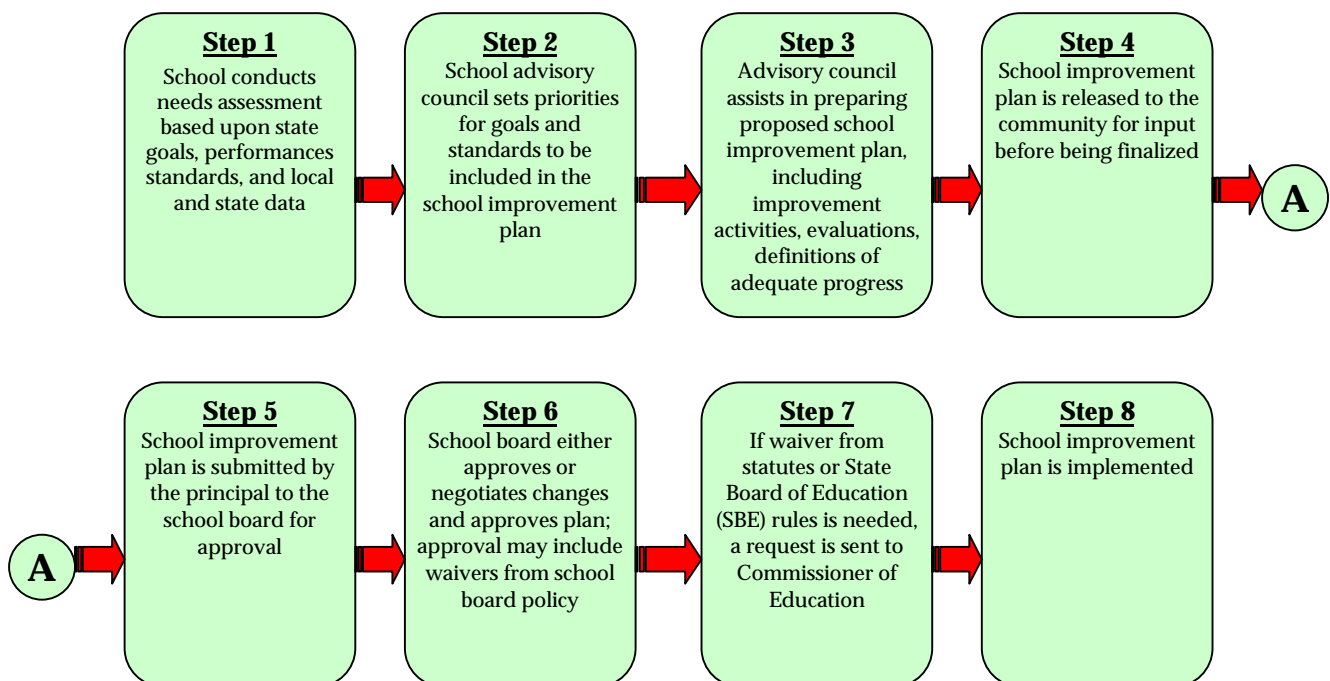 Step 1
School conducts
needs assessment
based upon state
goals, performances
standards, and local
and state data
Step 2
School advisory
council sets priorities
for goals and
standards to be
included in the
school improvement
plan
Step 3
Advisory council
assists in preparing
proposed school
improvement plan,
including
improvement
activities, evaluations,
definitions of
adequate progress
Step 4
School improvement
plan is released to the
community for input
before being finalized
A
A
Step 5
School improvement
plan is submitted by
the principal to the
school board for
approval
Step 6
School board either
approves or
negotiates changes
and approves plan;
approval may include
waivers from school
board policy
Step 7
If waiver from
statutes or State
Board of Education
(SBE) rules is needed,
a request is sent to
Commissioner of
Education
Step 8
School improvement
plan is implemented